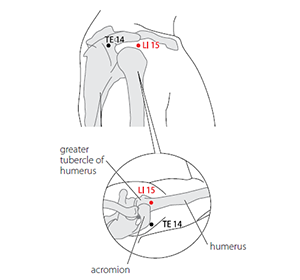 TE 14
LI 15
greater
tubercle of
humerus
LI 15
TE 14
humerus
acromion